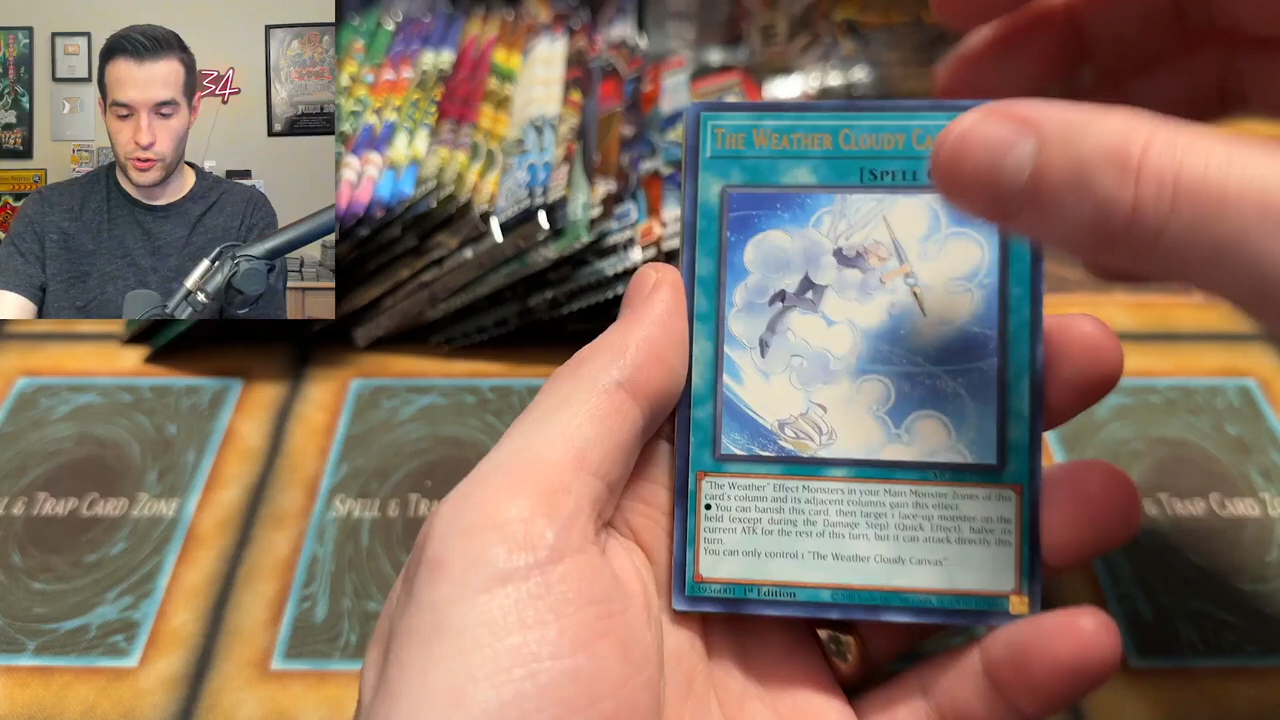 34
THE WEATHER CLOUDY CA
[SPELL
"The Weather" Effect Monsters in your Main Monster Zones of this
card's column and its adjacent columns gain this effect.
●You can banish this card, then target 1 face-up monster on the
field (except during the Damage Step) (Quick Effect); halve its
current ATK for the rest of this turn, but it can attack directly this
turn.
You can only control 1 "The Weather Cloudy Canvas"
53956001 1st Edition
L & TRAP CARD ZONE
SPELL & TRA
TRAP CARD Z